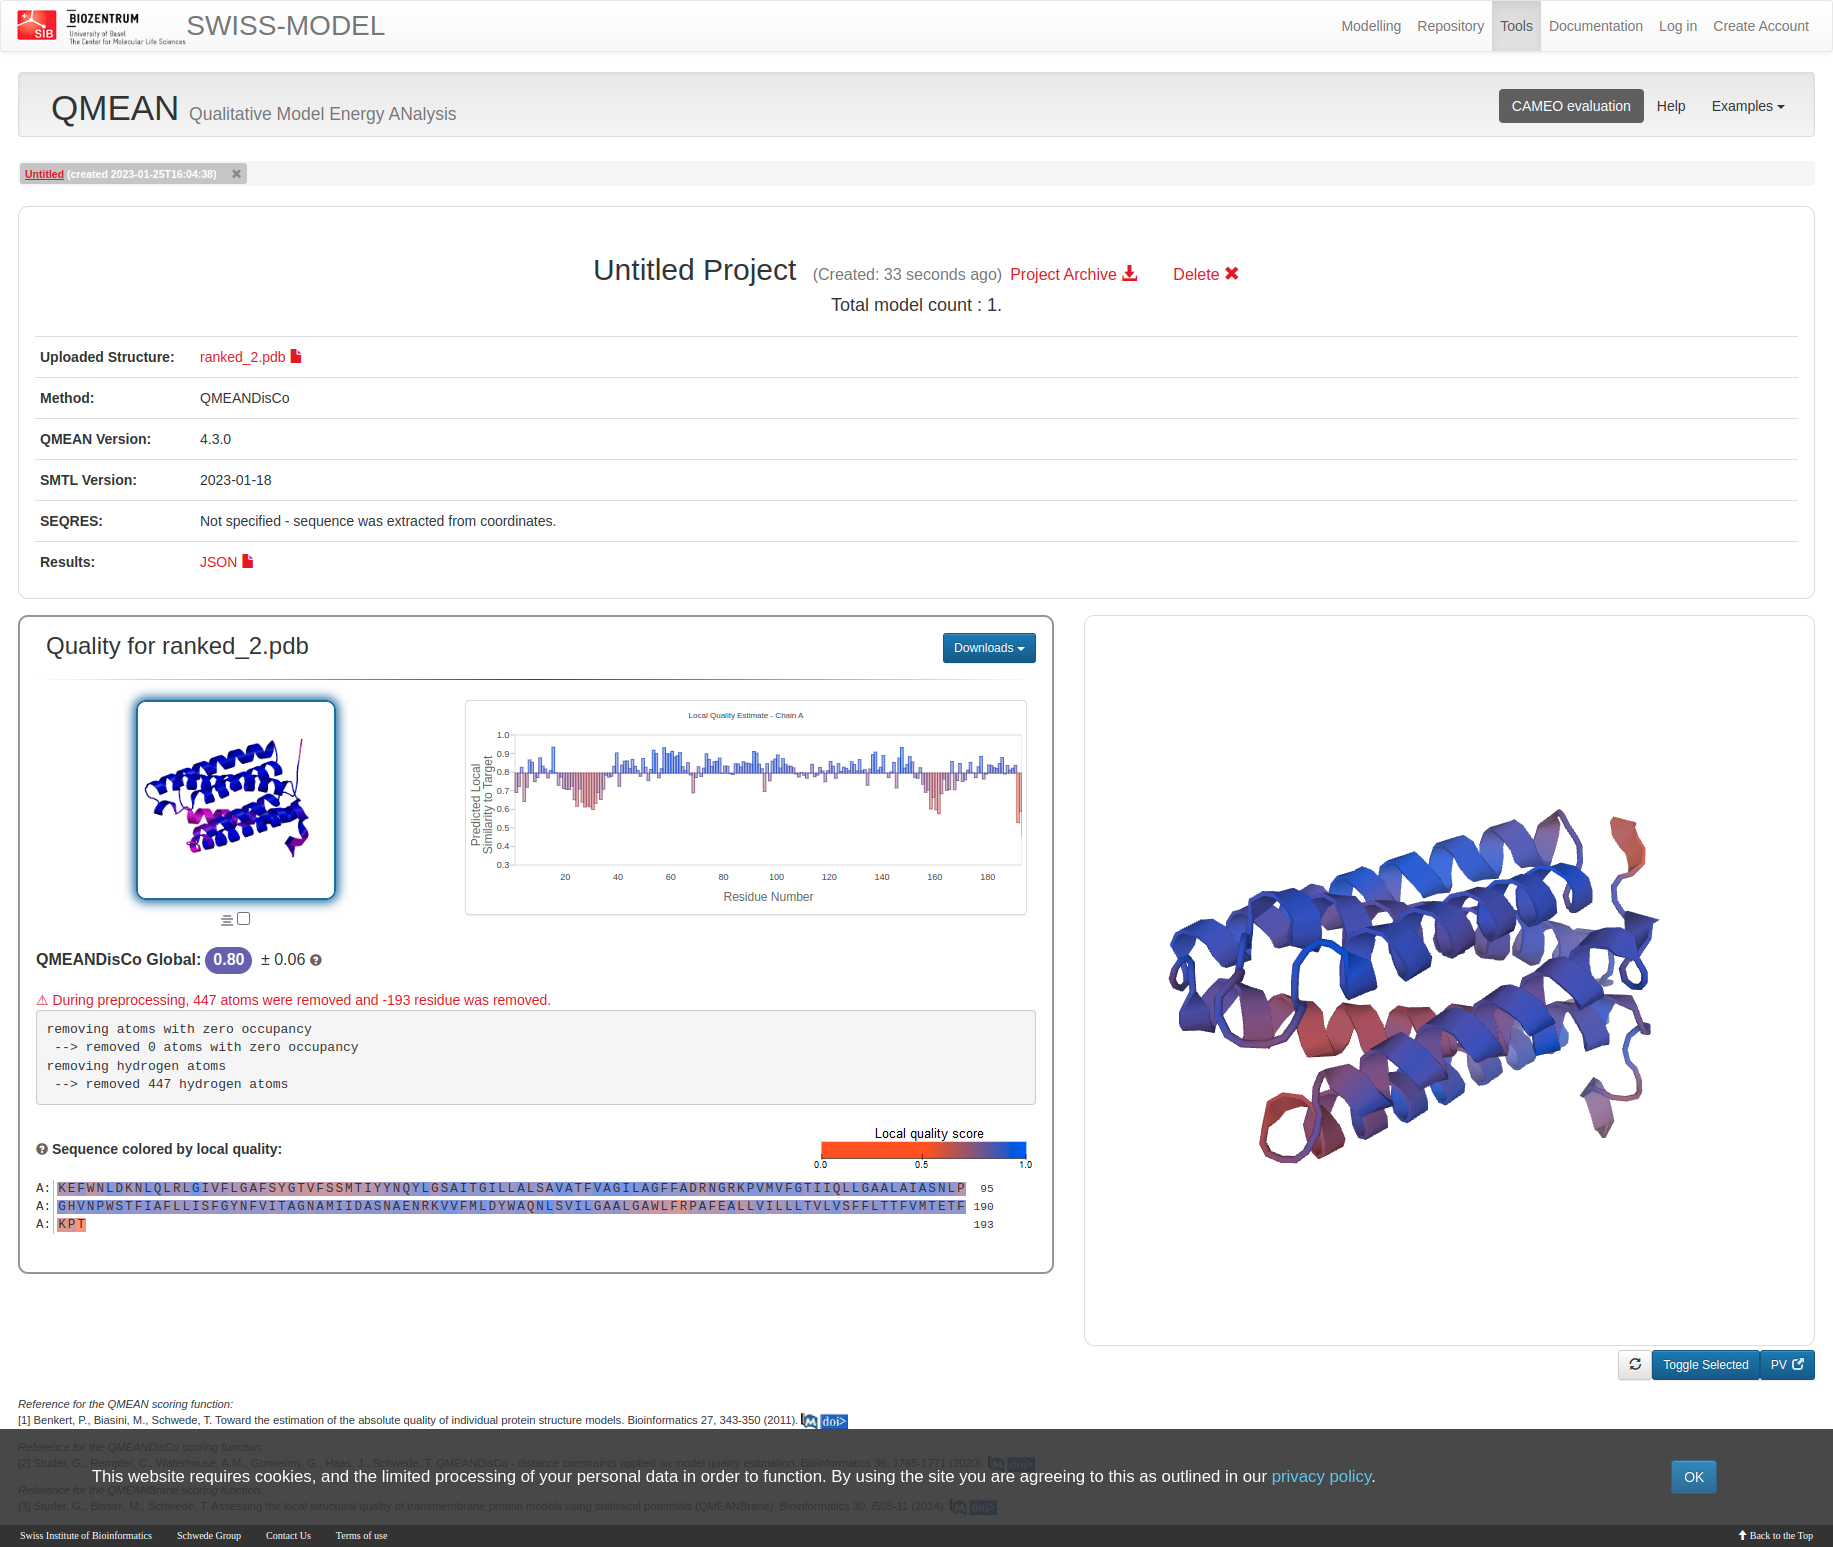 SIB
BIOZENTRUM
University of Basel
The Center for Molecular Life Sciences
SWISS-MODEL
Modelling
Repository
Tools
Documentation
Log in
Create Account
QMEAN Qualitative Model Energy ANalysis
CAMEO evaluation
Help
Examples
Untitled (created 2023-01-25T16:04:38)
Untitled Project (Created: 33 seconds ago) Project Archive Delete
Total model count : 1.
Uploaded Structure: ranked_2.pdb
Method: QMEANDisCo
QMEAN Version: 4.3.0
SMTL Version: 2023-01-18
SEQRES: Not specified - sequence was extracted from coordinates.
Results: JSON
Quality for ranked_2.pdb
Downloads
Local Quality Estimate - Chain A
Predicted Local
Similarity to Target
1.0
0.9
0.8
0.7
0.6
0.5
0.4
0.3
20 40 60 80 100 120 140 160 180
Residue Number
QMEANDisCo Global: 0.80 ± 0.06
⚠ During preprocessing, 447 atoms were removed and -193 residue was removed.
removing atoms with zero occupancy
--> removed 0 atoms with zero occupancy
removing hydrogen atoms
--> removed 447 hydrogen atoms
Sequence colored by local quality:
Local quality score
0.0 0.5 1.0
A: KEFWNLDKNLQLRLGIVFLGAFSYGTVFSSMTIYYNQYLGSAITGILLALSAVATFVAGILAGFFADRNGRKPVMVFGTIIQLLGAALAIASNLP 95
A: GHVNPWSTFIAFLLISFGYNFVITAGNAMIIDASNAENRKVVFMLDYWAQNLSVILGAALGAWLFRPAFEALLVILLLTVLVSFFLTTFVMTETF 190
A: KPT 193
Toggle Selected
PV
Reference for the QMEAN scoring function:
[1] Benkert, P., Biasini, M., Schwede, T. Toward the estimation of the absolute quality of individual protein structure models. Bioinformatics 27, 343-350 (2011). M doi>
Reference for the QMEANDisCo scoring function:
[2] Studer, G., Rempfer, C., Waterhouse, A.M., Gumienny, G., Haas, J., Schwede, T. QMEANDisCo - distance constraints applied on model quality estimation. Bioinformatics 36, 1765-1771 (2020). M doi>
This website requires cookies, and the limited processing of your personal data in order to function. By using the site you are agreeing to this as outlined in our privacy policy.
OK
Reference for the QMEANBrane scoring function:
[3] Studer, G., Biasini, M., Schwede, T. Assessing the local structural quality of transmembrane protein models using statistical potentials (QMEANBrane). Bioinformatics 30, i505-11 (2014). M doi>
Swiss Institute of Bioinformatics
Schwede Group
Contact Us
Terms of use
Back to the Top